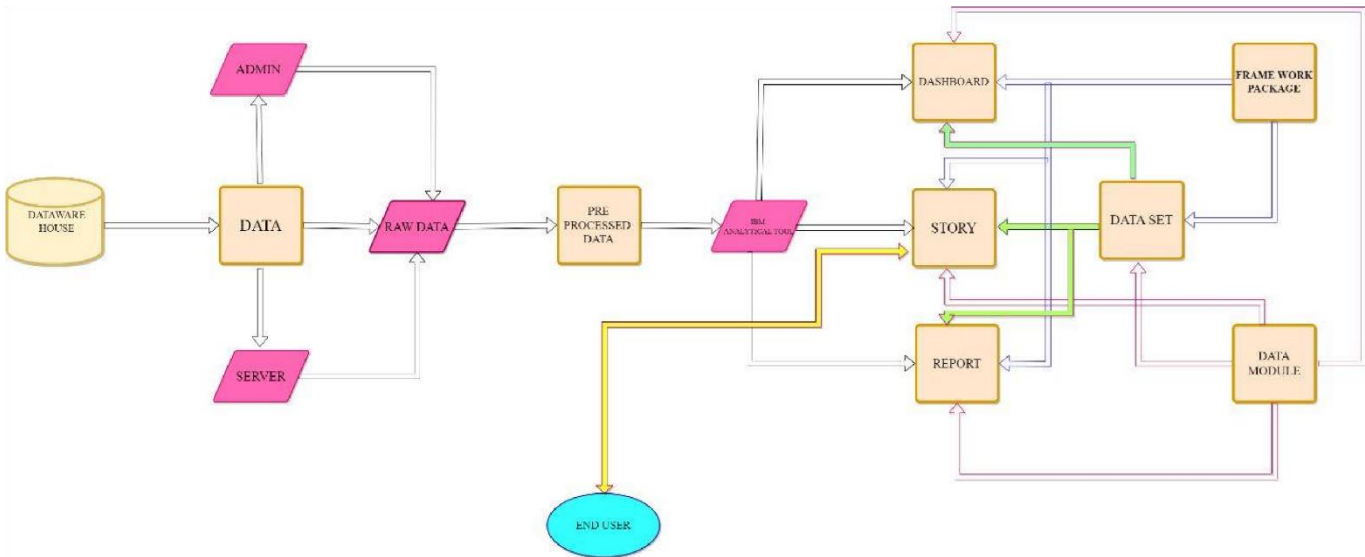 ADMIN
DASHBOARD
FRAME WORK
PACKAGE
DATAWARE
HOUSE
DATA
RAW DATA
PRE
PROCESSED
DATA
IBM
ANALYTICAL TOOL
STORY
DATA SET
SERVER
REPORT
DATA
MODULE
END USER